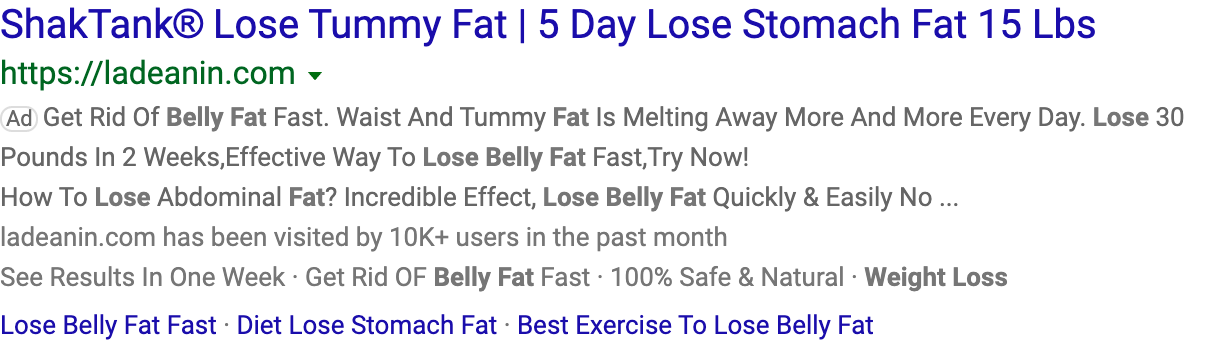 ShakTank® Lose Tummy Fat | 5 Day Lose Stomach Fat 15 Lbs
https://ladeanin.com
Ad Get Rid Of Belly Fat Fast. Waist And Tummy Fat Is Melting Away More And More Every Day. Lose 30
Pounds In 2 Weeks,Effective Way To Lose Belly Fat Fast,Try Now!
How To Lose Abdominal Fat? Incredible Effect, Lose Belly Fat Quickly & Easily No ...
ladeanin.com has been visited by 10K+ users in the past month
See Results In One Week · Get Rid OF Belly Fat Fast · 100% Safe & Natural · Weight Loss
Lose Belly Fat Fast · Diet Lose Stomach Fat · Best Exercise To Lose Belly Fat